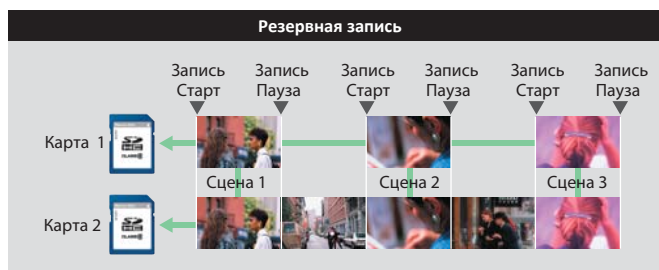 Резервная запись
Запись Запись Запись Запись Запись Запись
Старт Пауза Старт Пауза Старт Пауза
Карта 1
Сцена 1 Сцена 2 Сцена 3
Карта 2